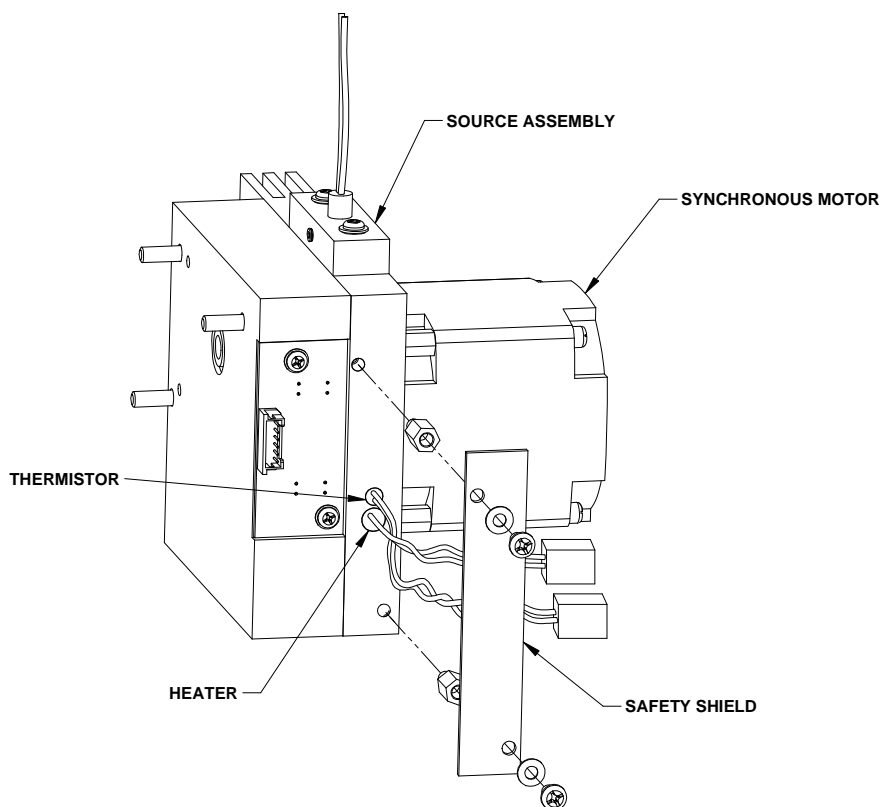 SOURCE ASSEMBLY
SYNCHRONOUS MOTOR
THERMISTOR
HEATER
SAFETY SHIELD